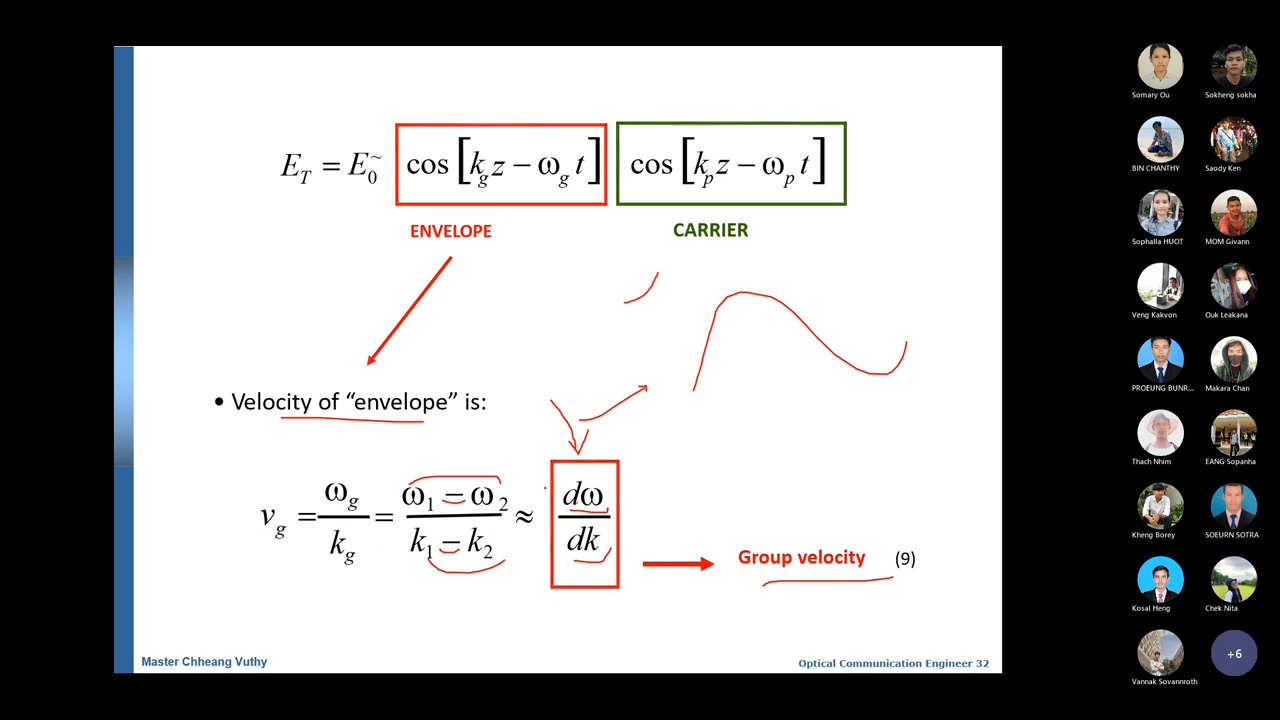 E_T = E_0^~ cos[k_g z − ω_g t] cos[k_p z − ω_p t]
ENVELOPE
CARRIER
• Velocity of “envelope” is:
v_g = ω_g / k_g = (ω_1 − ω_2) / (k_1 − k_2) ≈ dω / dk
Group velocity (9)
Master Chheang Vuthy
Optical Communication Engineer 32
Somary Ou
Sokheng sokha
BIN CHANTHY
Saody Ken
Sophalla HUOT
MOM Givann
Veng Kakvon
Ouk Leakana
PROEUNG BUNR...
Makara Chan
Thach Nhim
EANG Sopanha
Kheng Borey
SOEURN SOTRA
Kosal Heng
Chek Nita
Vannak Sovannroth
+6